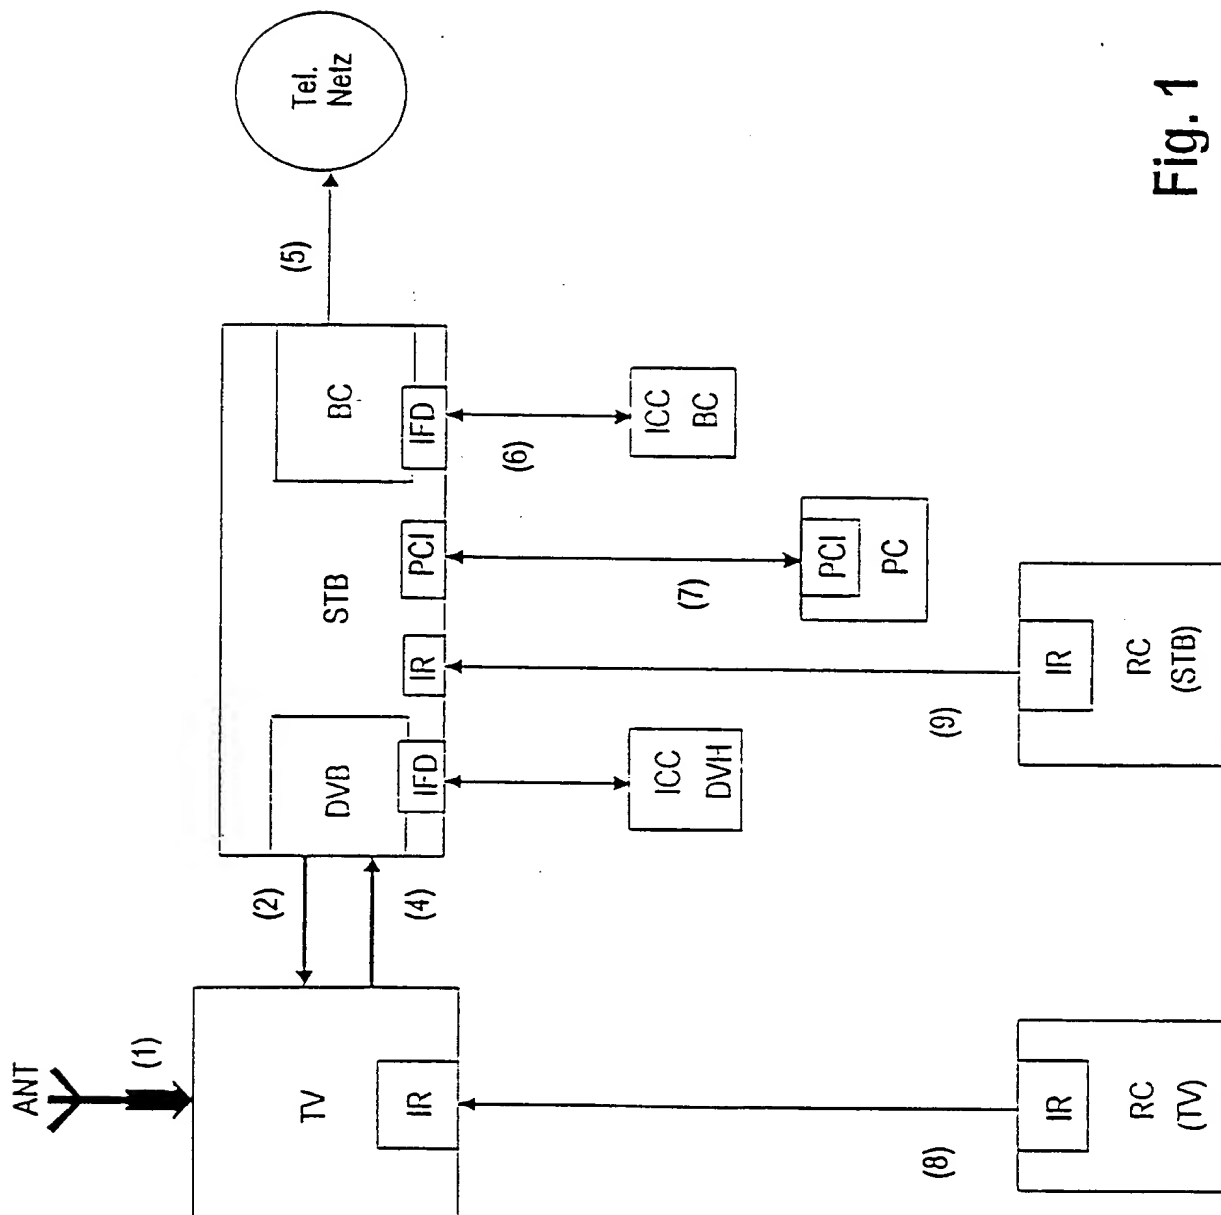 ANT
(1)
TV
IR
(8)
IR
RC
(TV)
(2)
(4)
DVB
IFD
ICC
DVH
STB
IR
(9)
IR
RC
(STB)
PCI
(7)
PCI
PC
BC
IFD
(6)
ICC
BC
(5)
Tel.
Netz
Fig. 1